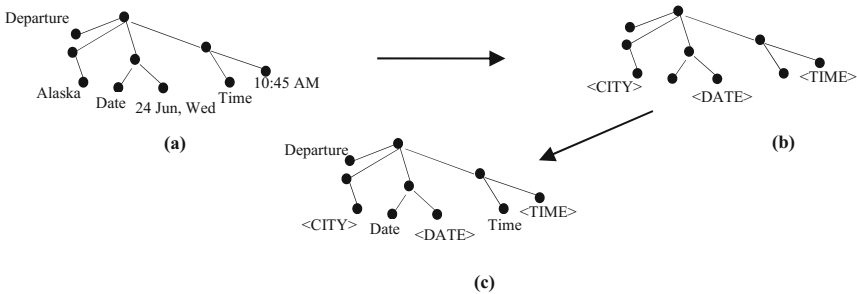 Departure
Alaska
Date
24 Jun, Wed
Time
10:45 AM
(a)
<CITY>
<DATE>
<TIME>
(b)
Departure
<CITY>
Date
<DATE>
Time
<TIME>
(c)